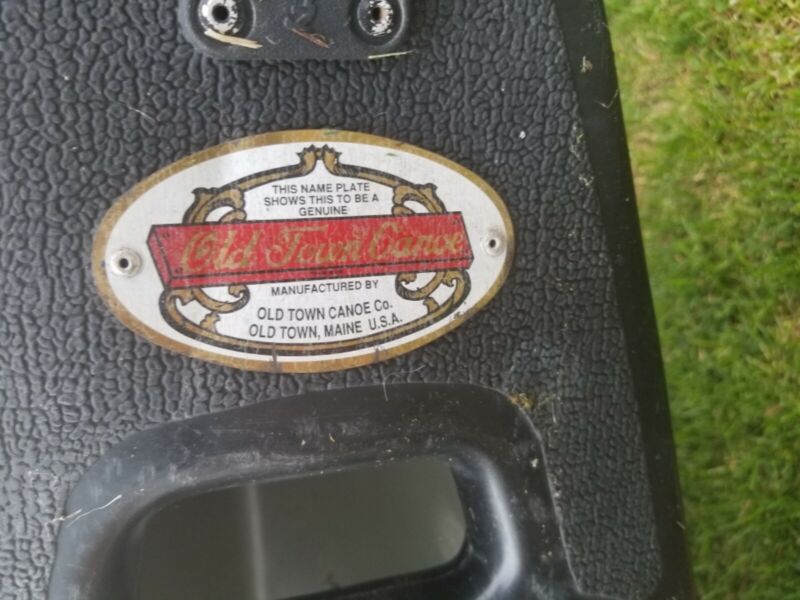 THIS NAME PLATE
SHOWS THIS TO BE A
GENUINE
Old Town Canoe
MANUFACTURED BY
OLD TOWN CANOE Co.
OLD TOWN, MAINE U.S.A.